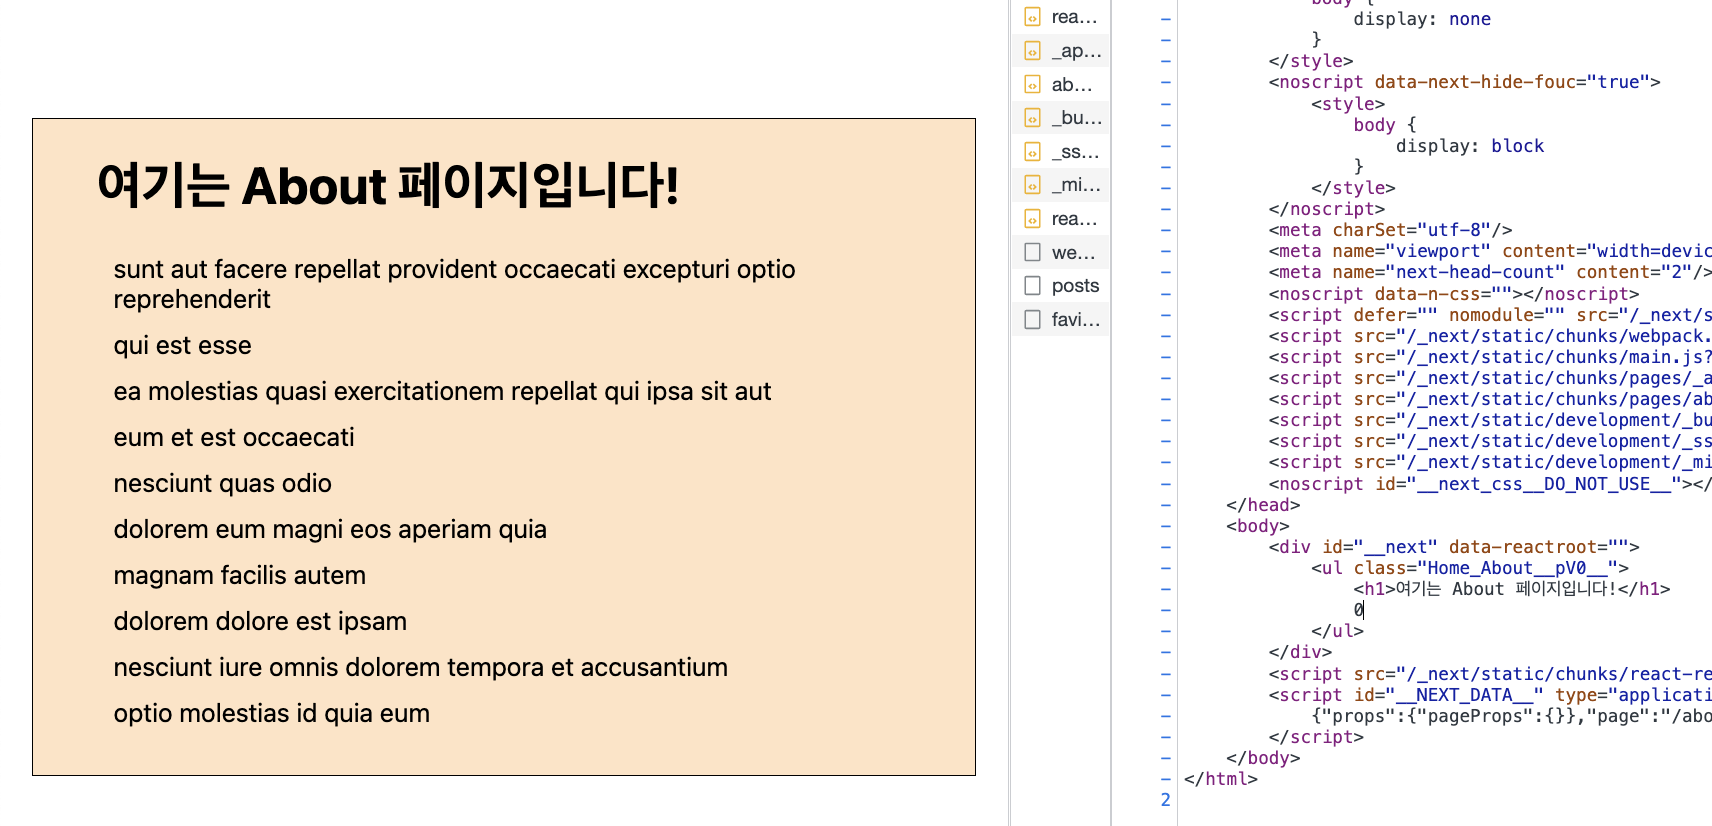 여기는 About 페이지입니다!
sunt aut facere repellat provident occaecati excepturi optio
reprehenderit
qui est esse
ea molestias quasi exercitationem repellat qui ipsa sit aut
eum et est occaecati
nesciunt quas odio
dolorem eum magni eos aperiam quia
magnam facilis autem
dolorem dolore est ipsam
nesciunt iure omnis dolorem tempora et accusantium
optio molestias id quia eum
rea...
_ap...
ab...
_bu...
_ss...
_mi...
rea...
we...
posts
favi...
body {
display: none
}
</style>
<noscript data-next-hide-fouc="true">
<style>
body {
display: block
}
</style>
</noscript>
<meta charSet="utf-8"/>
<meta name="viewport" content="width=devic
<meta name="next-head-count" content="2"/>
<noscript data-n-css=""></noscript>
<script defer="" nomodule="" src="/_next/s
<script src="/_next/static/chunks/webpack.
<script src="/_next/static/chunks/main.js?
<script src="/_next/static/chunks/pages/_a
<script src="/_next/static/chunks/pages/ab
<script src="/_next/static/development/_bu
<script src="/_next/static/development/_ss
<script src="/_next/static/development/_mi
<noscript id="__next_css__DO_NOT_USE__"></
</head>
<body>
<div id="__next" data-reactroot="">
<ul class="Home_About__pV0__">
<h1>여기는 About 페이지입니다!</h1>
0
</ul>
</div>
<script src="/_next/static/chunks/react-re
<script id="__NEXT_DATA__" type="applicati
{"props":{"pageProps":{}},"page":"/abo
</script>
</body>
</html>
2